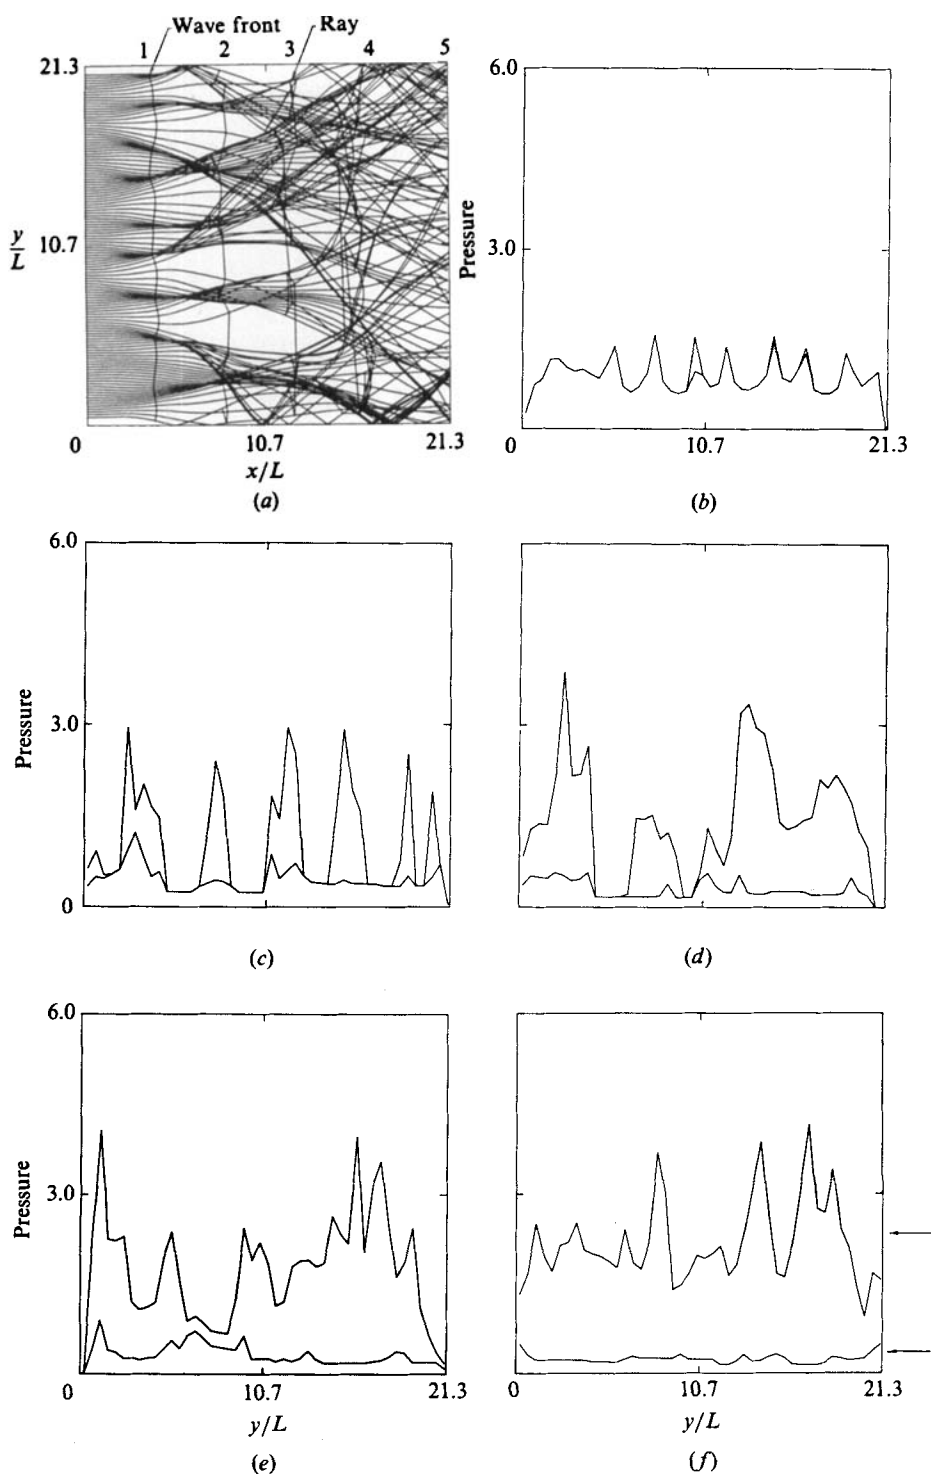 Wave front
Ray
1
2
3
4
5
21.3
y/L
10.7
0
10.7
21.3
x/L
(a)
6.0
Pressure
3.0
0
10.7
21.3
(b)
6.0
Pressure
3.0
0
(c)
(d)
6.0
Pressure
3.0
0
10.7
21.3
y/L
(e)
0
10.7
21.3
y/L
(f)